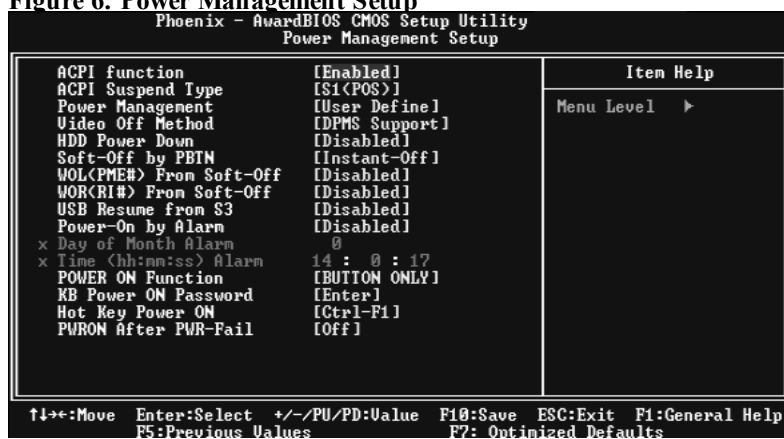 Figure 6. Power Management Setup
Phoenix - AwardBIOS CMOS Setup Utility
Power Management Setup
ACPI function [Enabled]
ACPI Suspend Type [S1(POS)]
Power Management [User Define]
Video Off Method [DPMS Support]
HDD Power Down [Disabled]
Soft-Off by PBTN [Instant-Off]
WOL(PME#) From Soft-Off [Disabled]
WOR(RI#) From Soft-Off [Disabled]
USB Resume from S3 [Disabled]
Power-On by Alarm [Disabled]
x Day of Month Alarm 0
x Time (hh:mm:ss) Alarm 14 : 0 : 17
POWER ON Function [BUTTON ONLY]
KB Power ON Password [Enter]
Hot Key Power ON [Ctrl-F1]
PWRON After PWR-Fail [Off]
Item Help
Menu Level ▶
↑↓→←:Move Enter:Select +/-/PU/PD:Value F10:Save ESC:Exit F1:General Help
F5:Previous Values F7: Optimized Defaults